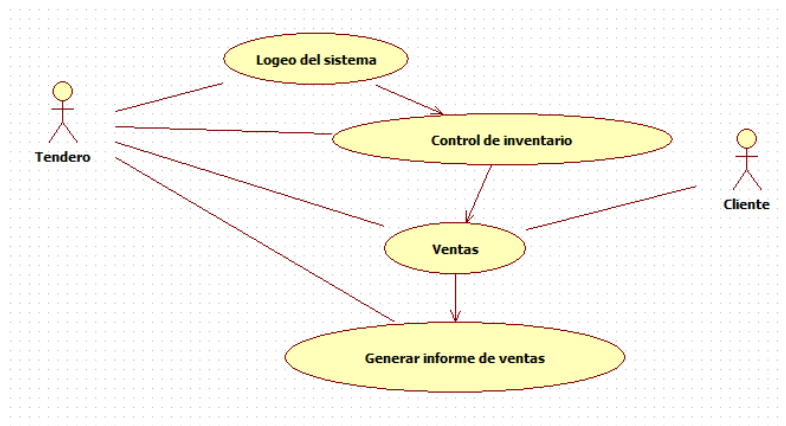 Logeo del sistema
Tendero
Control de inventario
Cliente
Ventas
Generar informe de ventas